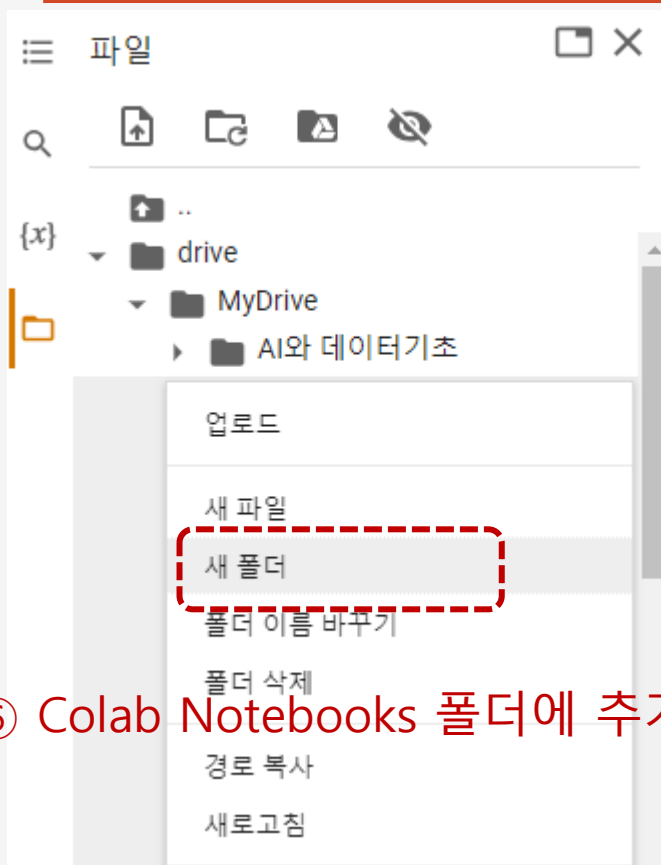 파일
{x}
..
drive
MyDrive
AI와 데이터기초
업로드
새 파일
새 폴더
폴더 이름 바꾸기
폴더 삭제
Colab Notebooks 폴더에
경로 복사
새로고침